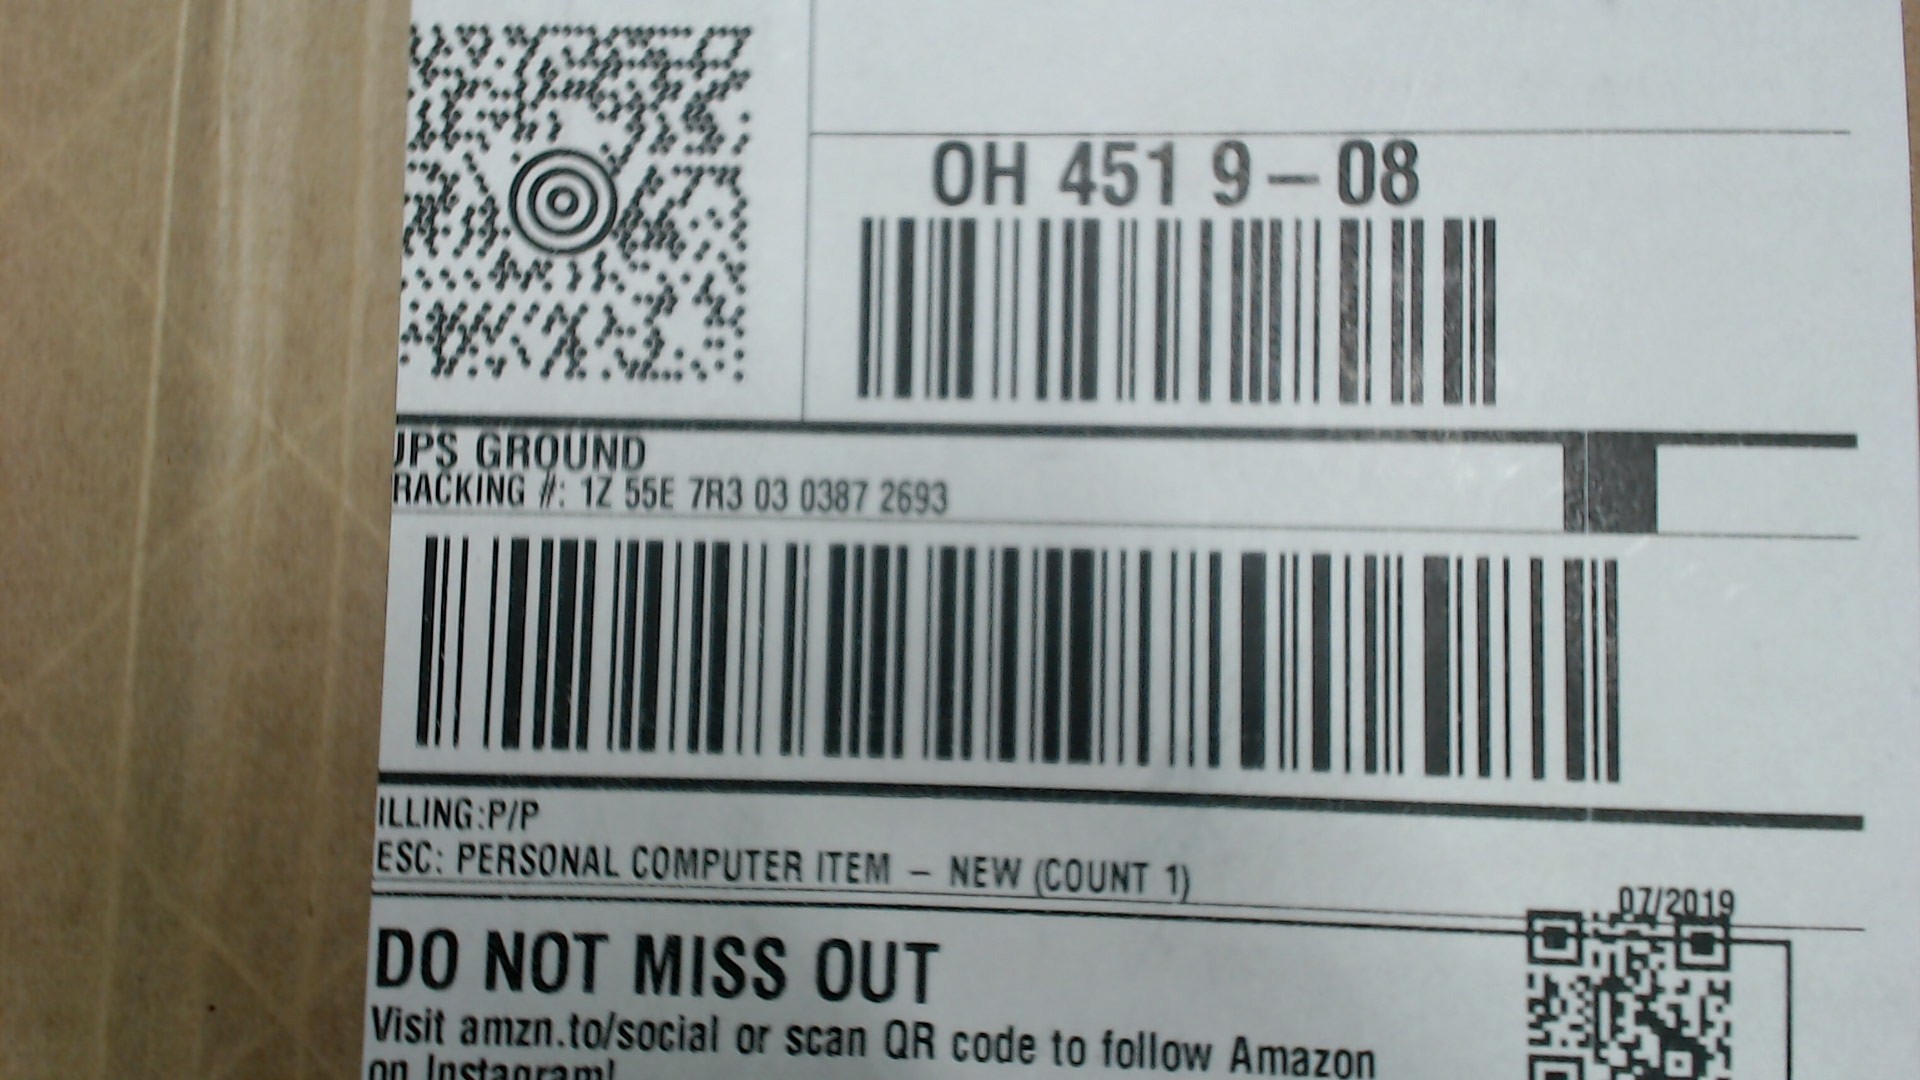 OH 451 9-08
UPS GROUND
RACKING #: 1Z 55E 7R3 03 0387 2693
ILLING:P/P
ESC: PERSONAL COMPUTER ITEM - NEW (COUNT 1)
07/2019
DO NOT MISS OUT
Visit amzn.to/social or scan QR code to follow Amazon
on Instagram!